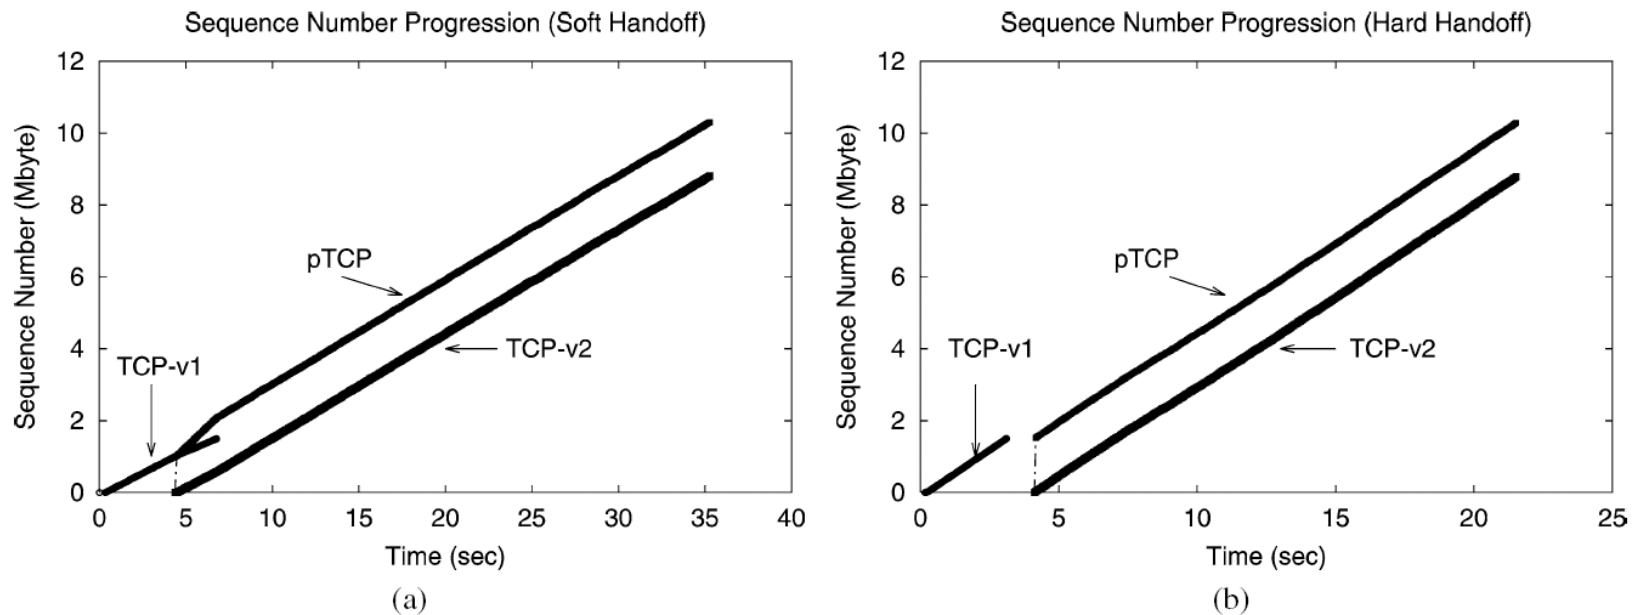 Sequence Number Progression (Soft Handoff)
Sequence Number (Mbyte)
12
10
8
6
4
2
0
pTCP
TCP-v1
TCP-v2
0 5 10 15 20 25 30 35 40
Time (sec)
(a)
Sequence Number Progression (Hard Handoff)
Sequence Number (Mbyte)
12
10
8
6
4
2
0
pTCP
TCP-v1
TCP-v2
0 5 10 15 20 25
Time (sec)
(b)